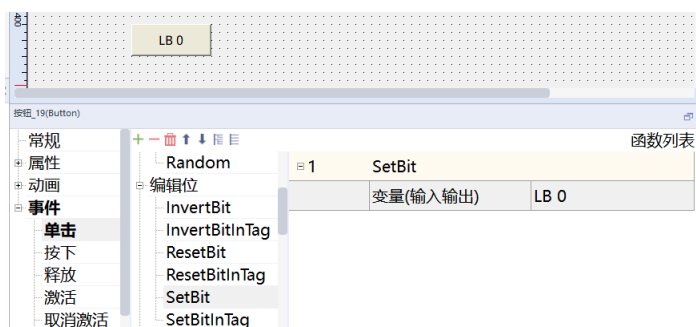 400
LB 0
按钮_19(Button)
常规
属性
动画
事件
单击
按下
释放
激活
取消激活
Random
编辑位
InvertBit
InvertBitInTag
ResetBit
ResetBitInTag
SetBit
SetBitInTag
函数列表
1 SetBit
变量(输入输出) LB 0